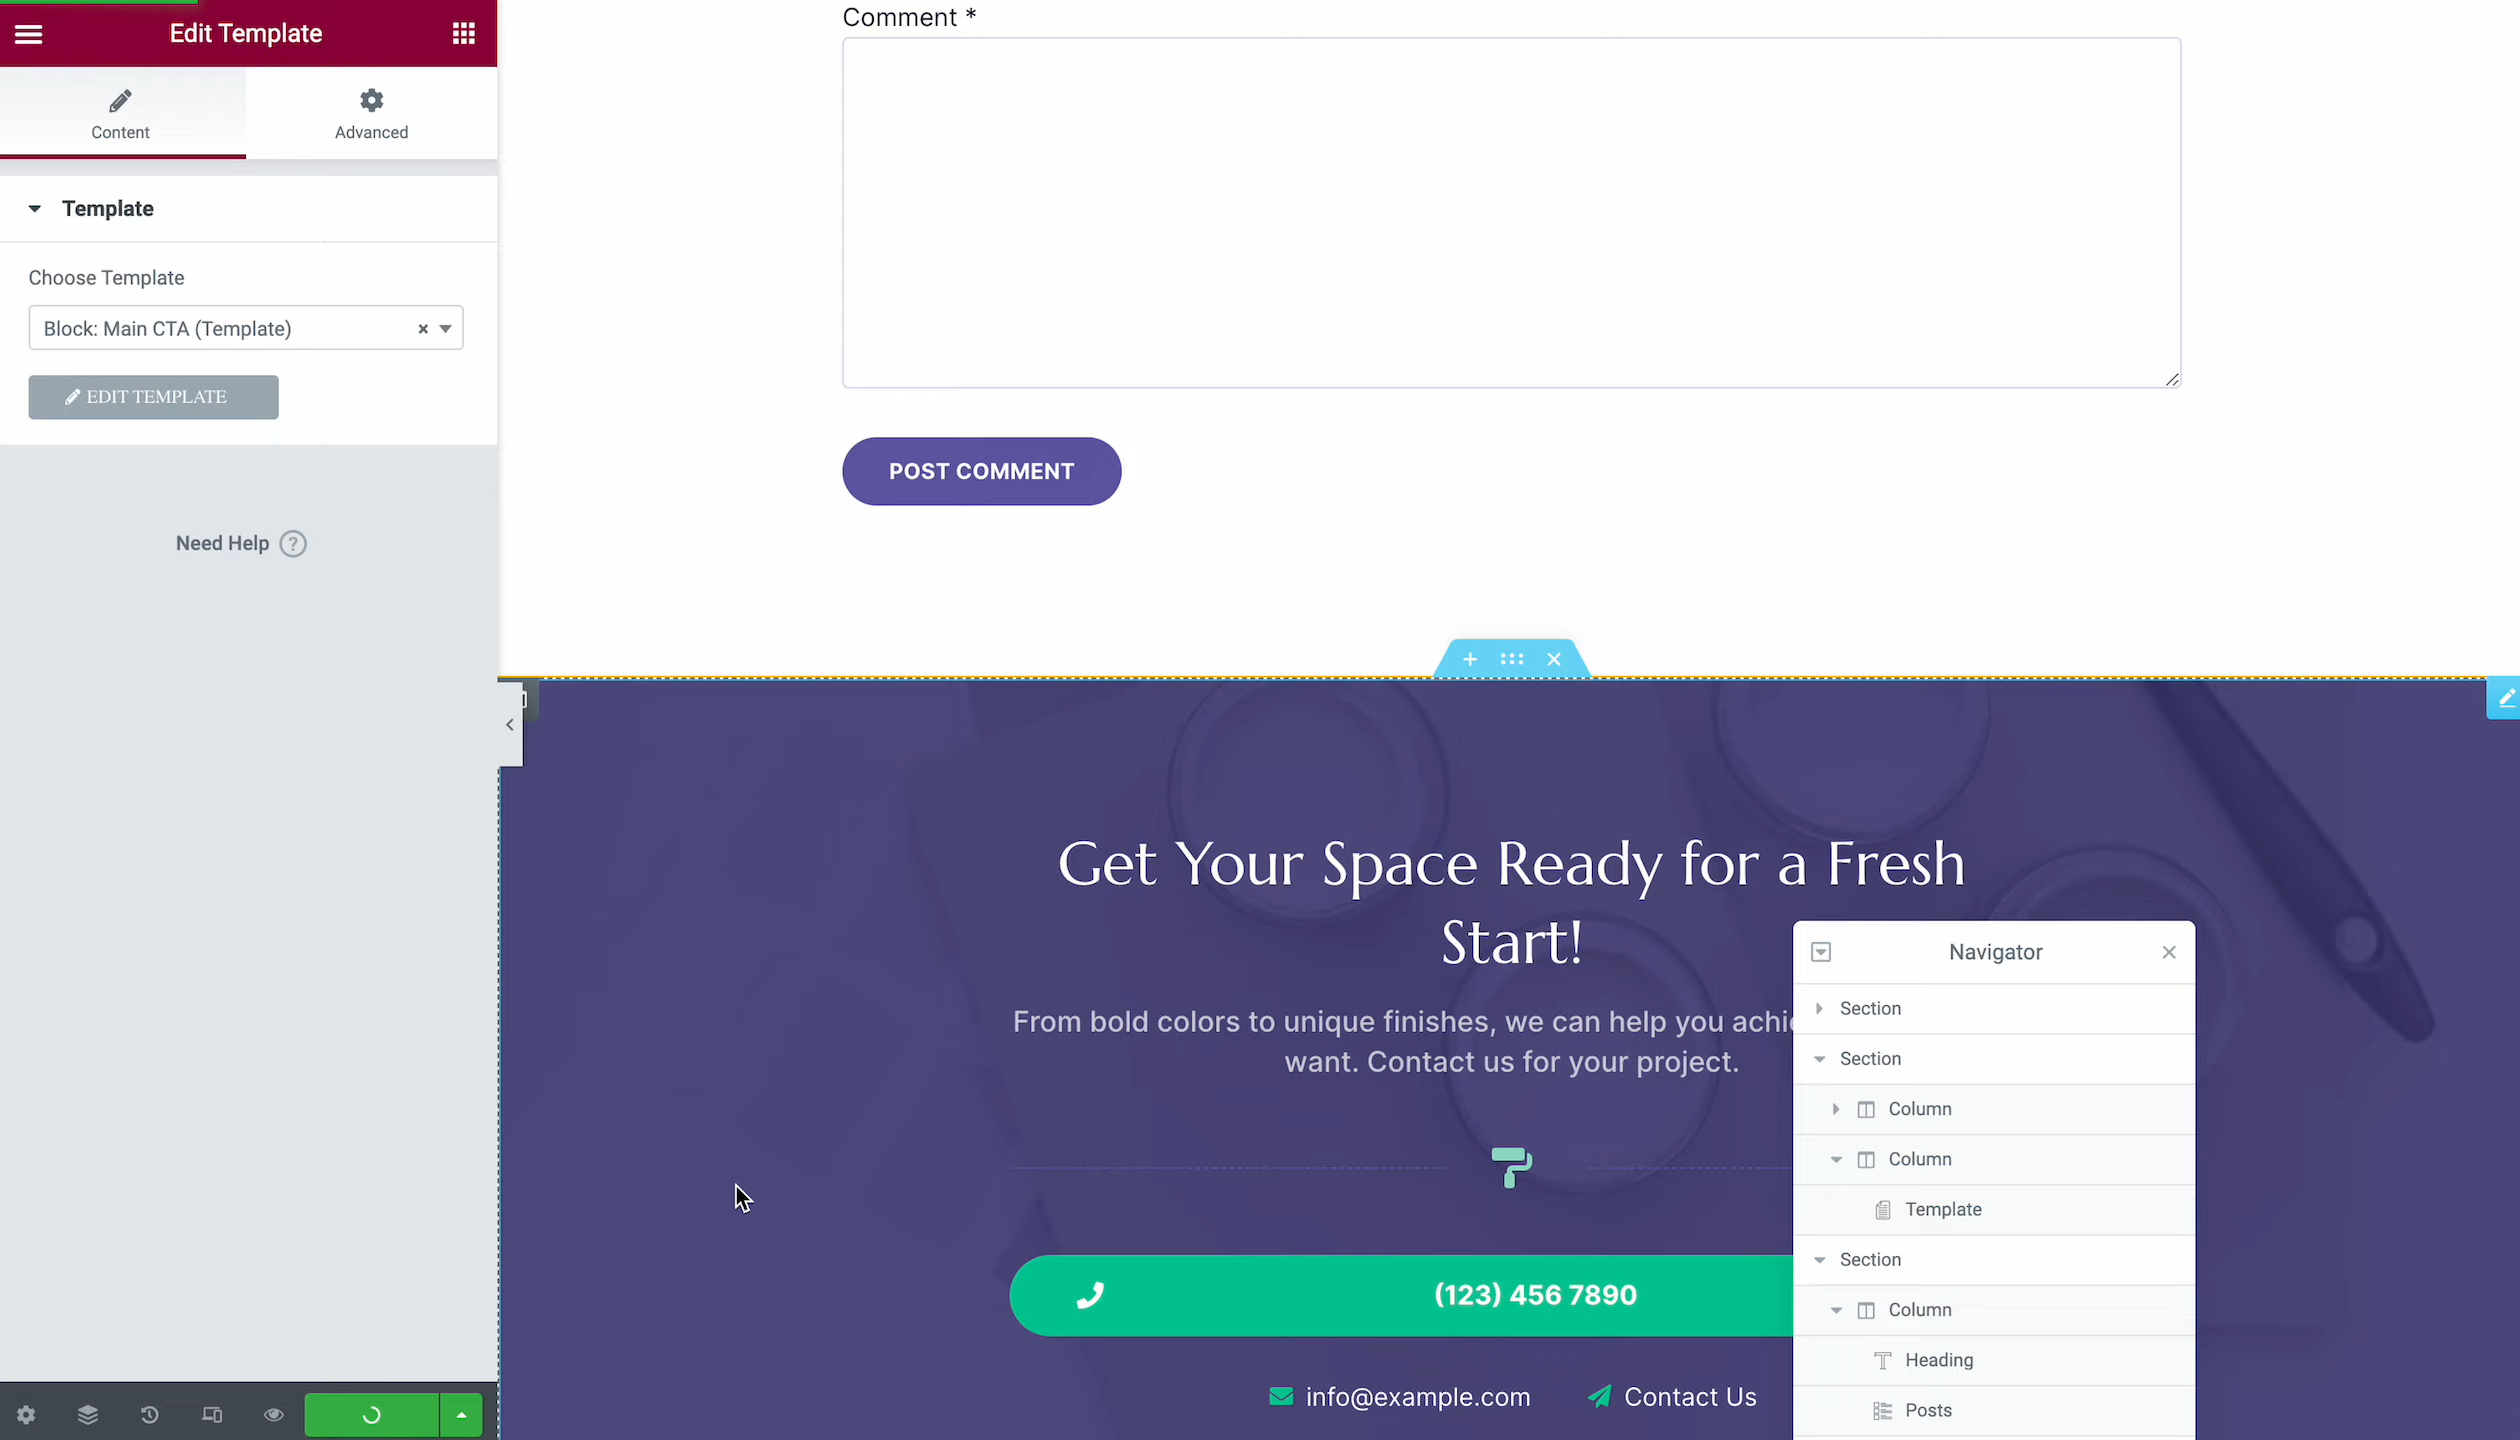 Edit Template
Content
Advanced
Template
Choose Template
Block: Main CTA (Template)
EDIT TEMPLATE
Need Help
Comment *
POST COMMENT
Get Your Space Ready for a Fresh
Start!
From bold colors to unique finishes, we can help you achie
want. Contact us for your project.
(123) 456 7890
info@example.com
Contact Us
Navigator
Section
Section
Column
Column
Template
Section
Column
Heading
Posts